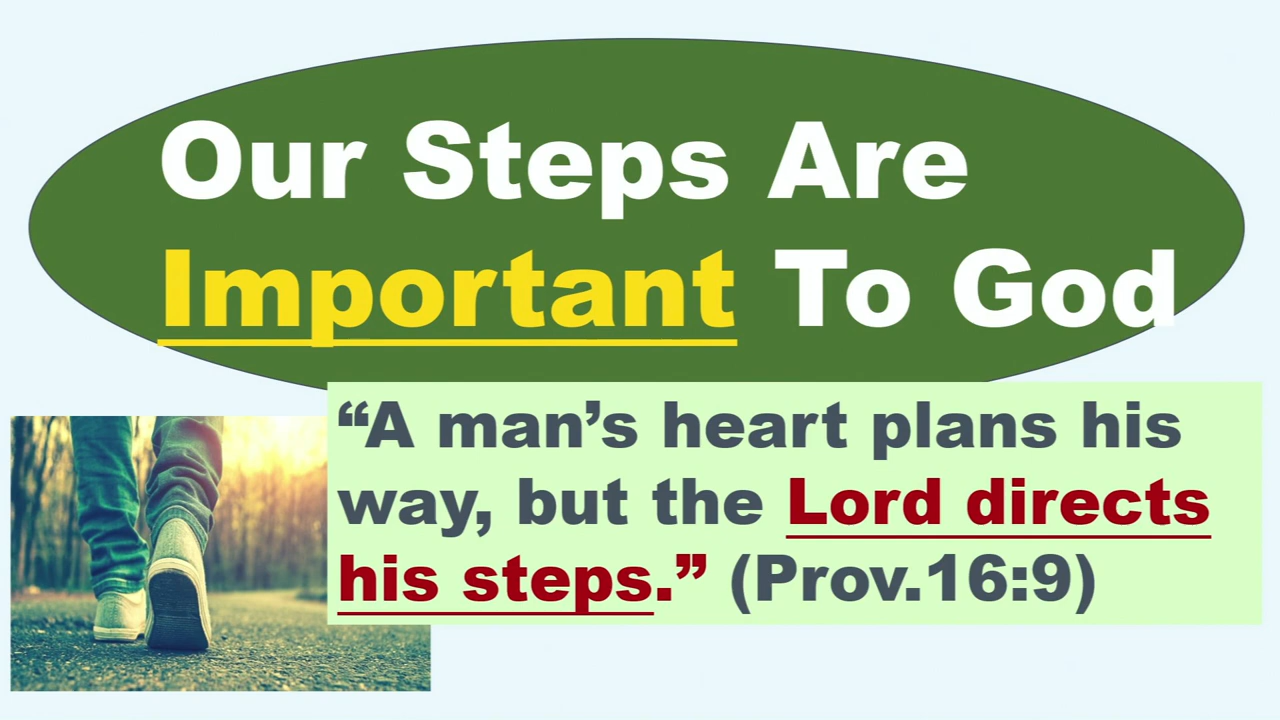 Our Steps Are
Important To God
“A man’s heart plans his
way, but the Lord directs
his steps.” (Prov.16:9)